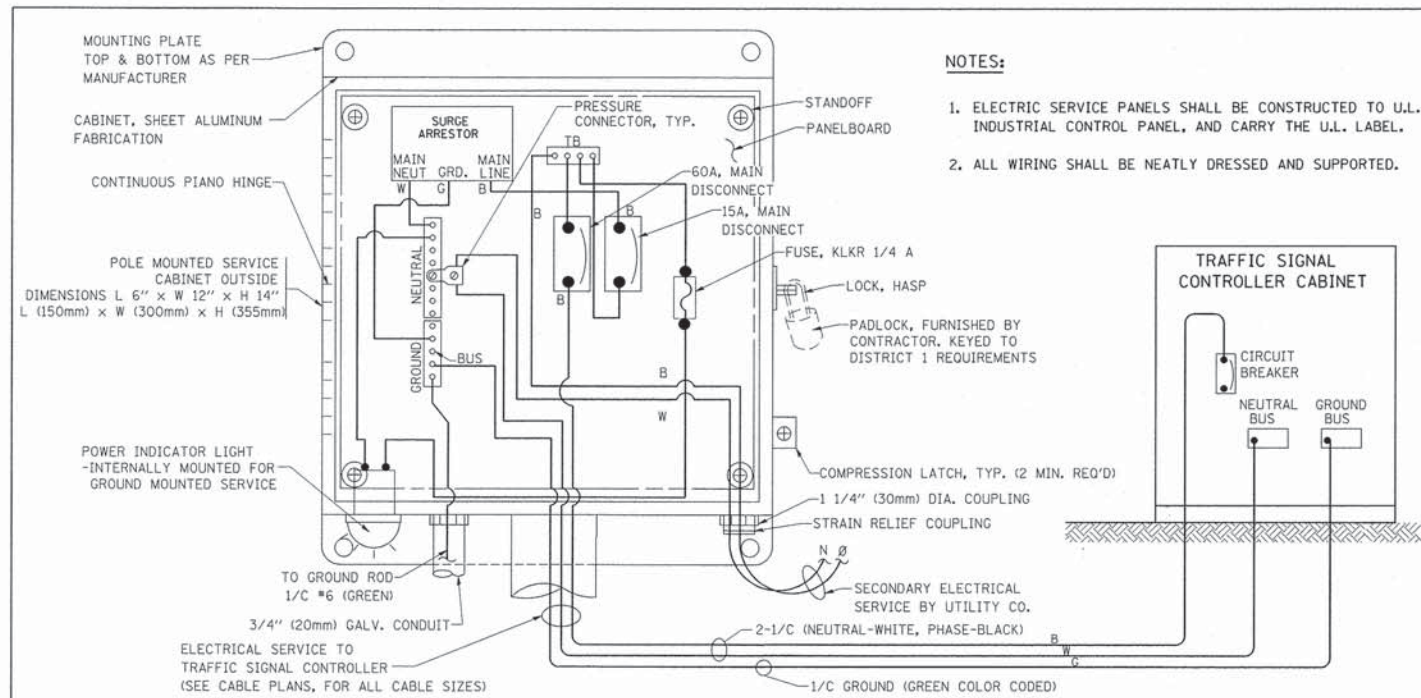 MOUNTING PLATE
TOP & BOTTOM AS PER
MANUFACTURER
CABINET, SHEET ALUMINUM
FABRICATION
CONTINUOUS PIANO HINGE
POLE MOUNTED SERVICE
CABINET OUTSIDE
DIMENSIONS L 6" × W 12" × H 14"
L (150mm) × W (300mm) × H (355mm)
POWER INDICATOR LIGHT
-INTERNALLY MOUNTED FOR
GROUND MOUNTED SERVICE
SURGE
ARRESTOR
MAIN
NEUT
GRD.
MAIN
LINE
W
G
B
PRESSURE
CONNECTOR, TYP.
TB
60A, MAIN
DISCONNECT
B
B
15A, MAIN
DISCONNECT
B
NEUTRAL
GROUND
BUS
B
W
STANDOFF
PANELBOARD
FUSE, KLKR 1/4 A
LOCK, HASP
PADLOCK, FURNISHED BY
CONTRACTOR. KEYED TO
DISTRICT 1 REQUIREMENTS
COMPRESSION LATCH, TYP. (2 MIN. REQ'D)
1 1/4" (30mm) DIA. COUPLING
STRAIN RELIEF COUPLING
N Ø
SECONDARY ELECTRICAL
SERVICE BY UTILITY CO.
TO GROUND ROD
1/C #6 (GREEN)
3/4" (20mm) GALV. CONDUIT
ELECTRICAL SERVICE TO
TRAFFIC SIGNAL CONTROLLER
(SEE CABLE PLANS, FOR ALL CABLE SIZES)
2-1/C (NEUTRAL-WHITE, PHASE-BLACK)
B
W
G
1/C GROUND (GREEN COLOR CODED)
NOTES:
1. ELECTRIC SERVICE PANELS SHALL BE CONSTRUCTED TO U.L.
INDUSTRIAL CONTROL PANEL, AND CARRY THE U.L. LABEL.
2. ALL WIRING SHALL BE NEATLY DRESSED AND SUPPORTED.
TRAFFIC SIGNAL
CONTROLLER CABINET
CIRCUIT
BREAKER
NEUTRAL
BUS
GROUND
BUS